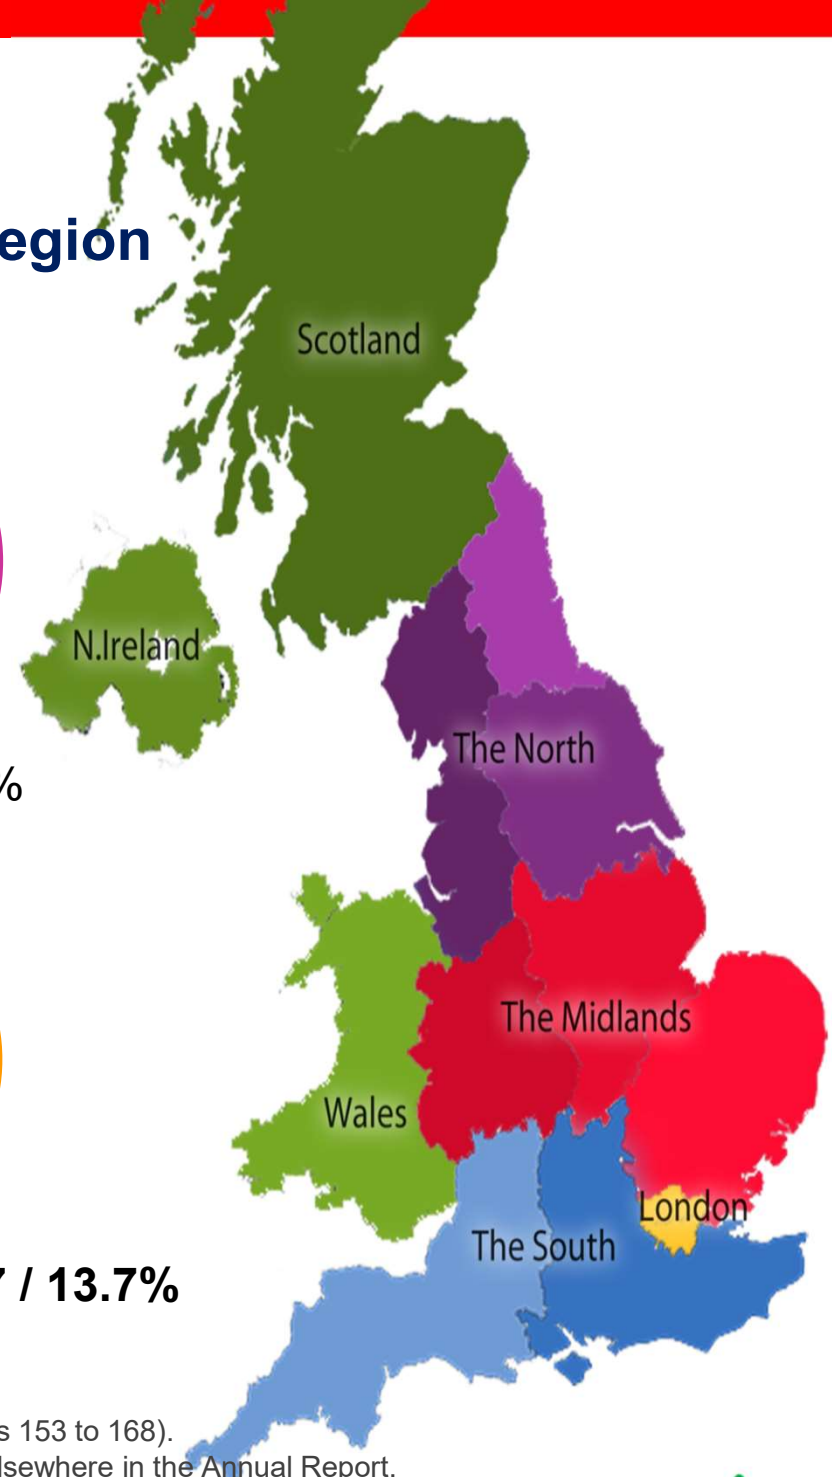 egion
Scotland
N.Ireland
The North
%
The Midlands
Wales
London
The South
7 / 13.7%
s 153 to 168).
lsewhere in the Annual Report.